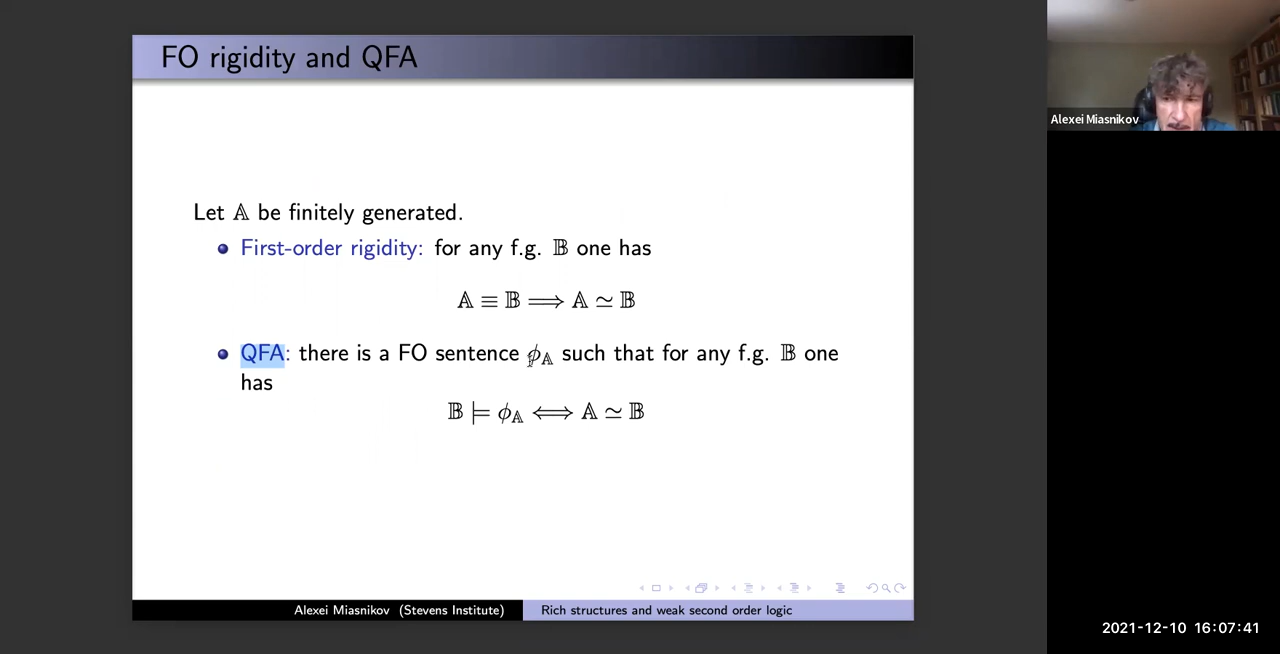 FO rigidity and QFA
Let 𝔸 be finitely generated.
First-order rigidity: for any f.g. 𝔹 one has
𝔸 ≡ 𝔹 ⟹ 𝔸 ≃ 𝔹
QFA: there is a FO sentence ϕ_𝔸 such that for any f.g. 𝔹 one
has
𝔹 ⊨ ϕ_𝔸 ⟺ 𝔸 ≃ 𝔹
Alexei Miasnikov (Stevens Institute)
Rich structures and weak second order logic
Alexei Miasnikov
2021-12-10 16:07:41